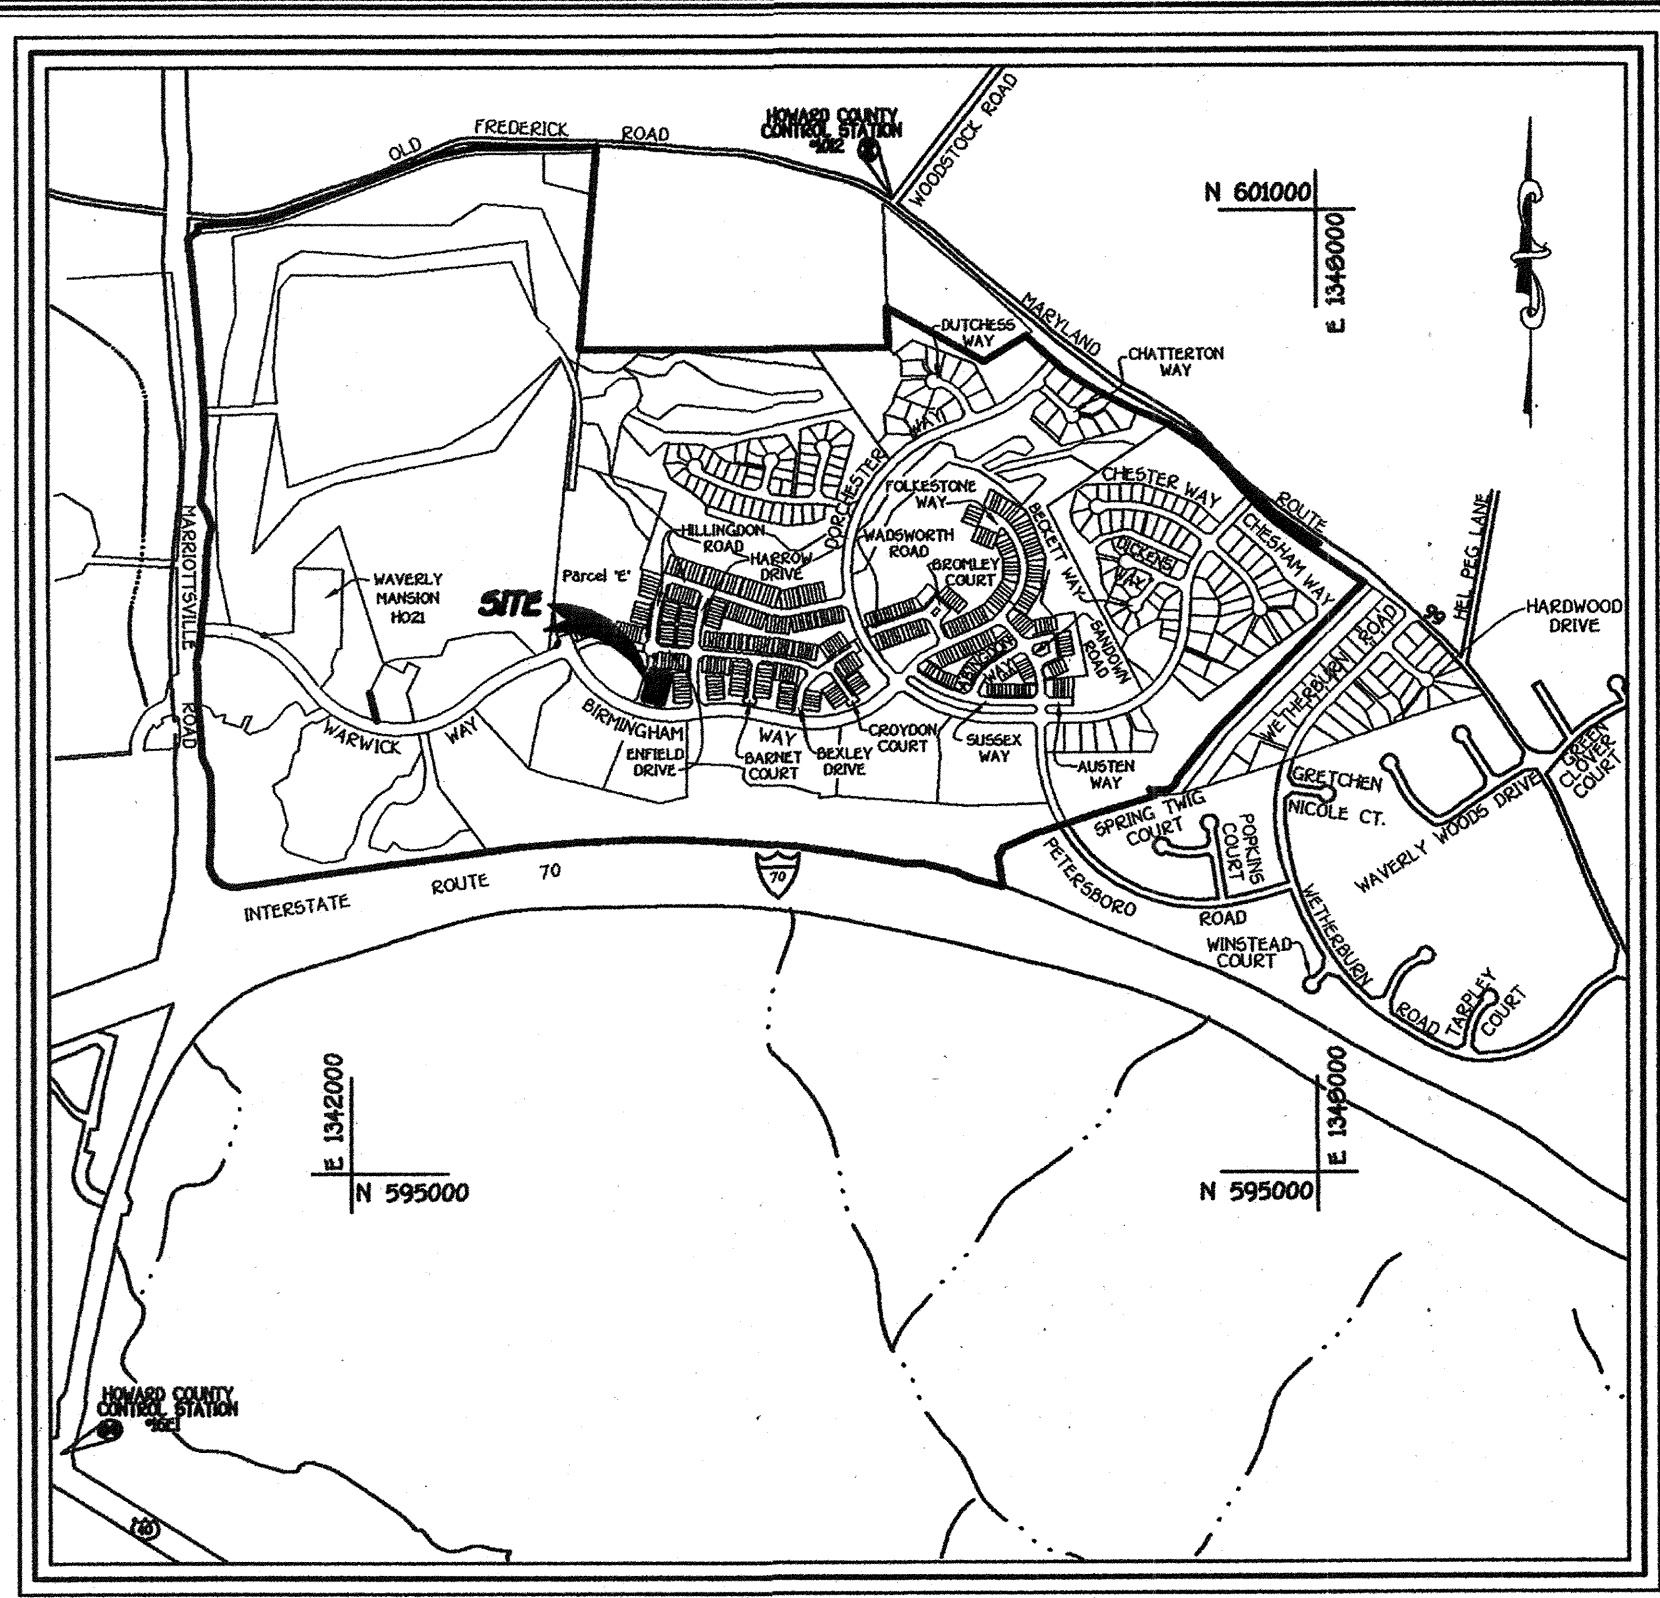 HOWARD COUNTY
CONTROL STATION
OLD FREDERICK ROAD
WOODSTOCK ROAD
N 601000
E 1348000
MARYLAND
DUTCHESS
WAY
CHATTERTON
WAY
WAY
DORCHESTER
FOLKESTONE
WAY
CHESTER WAY
ROUTE
99
HILLINGDON
ROAD
WADSWORTH
ROAD
BECKETT WAY
CHESHAM WAY
HEL PEG LANE
MARRIOTTSVILLE
ROAD
Parcel "E"
HARROW
DRIVE
BROMLEY
COURT
DICKENS
WAY
WAVERLY
MANSION
HO21
SITE
HARDWOOD
DRIVE
SANDOWN
ROAD
ABINGDON
WAY
WETHERBURN ROAD
WARWICK WAY
BIRMINGHAM
WAY
ENFIELD
DRIVE
BARNET
COURT
BEXLEY
DRIVE
CROYDON
COURT
SUSSEX
WAY
AUSTEN
WAY
GRETCHEN
NICOLE CT.
GREEN
CLOVER
COURT
SPRING TWIG
COURT
POPKINS
COURT
WAVERLY WOODS DRIVE
INTERSTATE ROUTE 70
70
PETERSBORO
ROAD
WINSTEAD
COURT
WETHERBURN
ROAD
TARPLEY
COURT
E 1342000
N 595000
N 595000
E 1348000
HOWARD COUNTY
CONTROL STATION
40